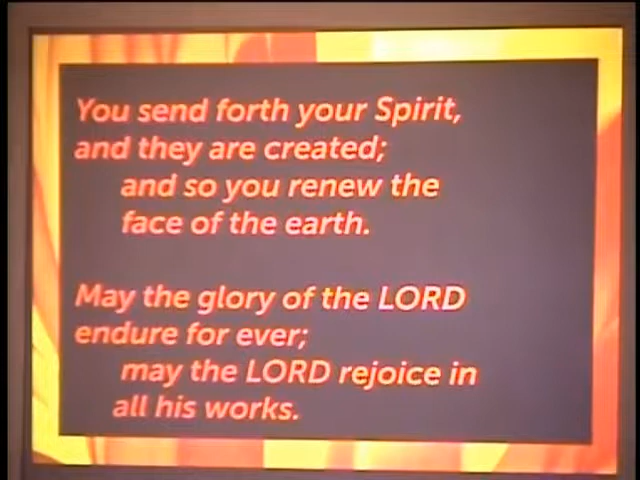 You send forth your Spirit,
and they are created;
and so you renew the
face of the earth.
May the glory of the LORD
endure for ever;
may the LORD rejoice in
all his works.